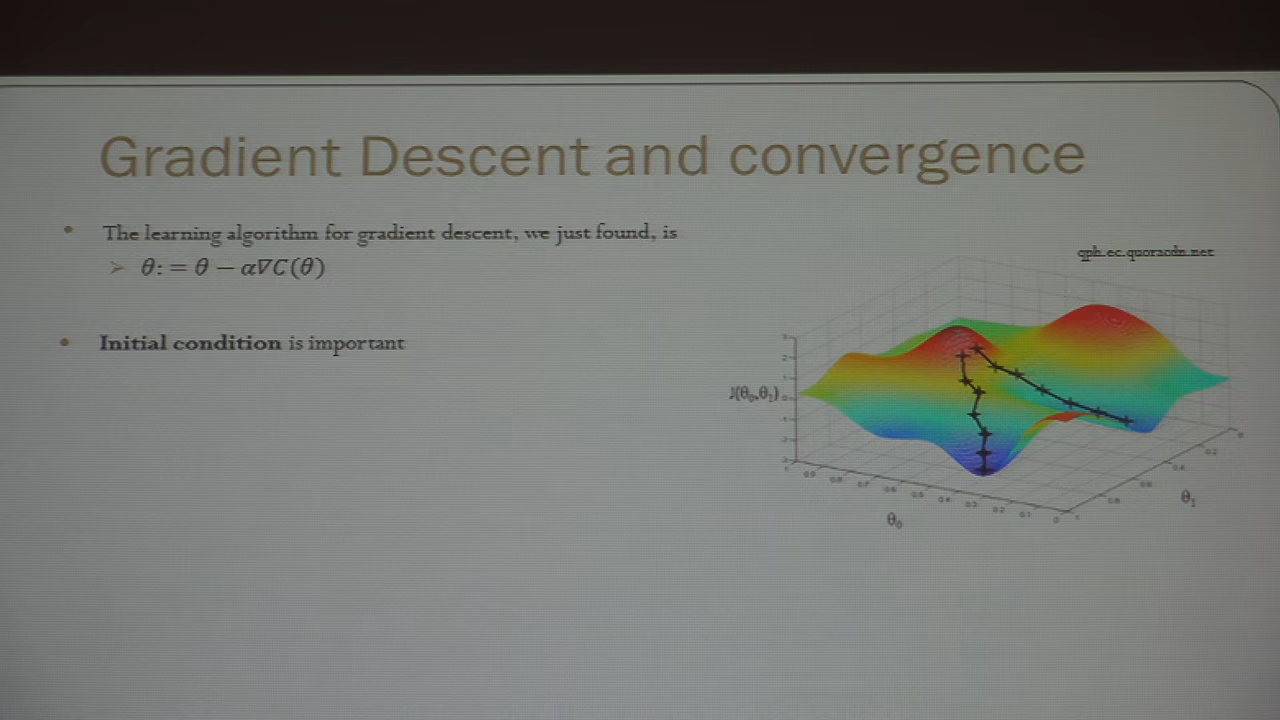 Gradient Descent and convergence
• The learning algorithm for gradient descent, we just found, is
➢ θ: = θ − α∇C(θ)
• Initial condition is important
qph.ec.quoracdn.net
J(θ₀,θ₁)
θ₀
θ₁